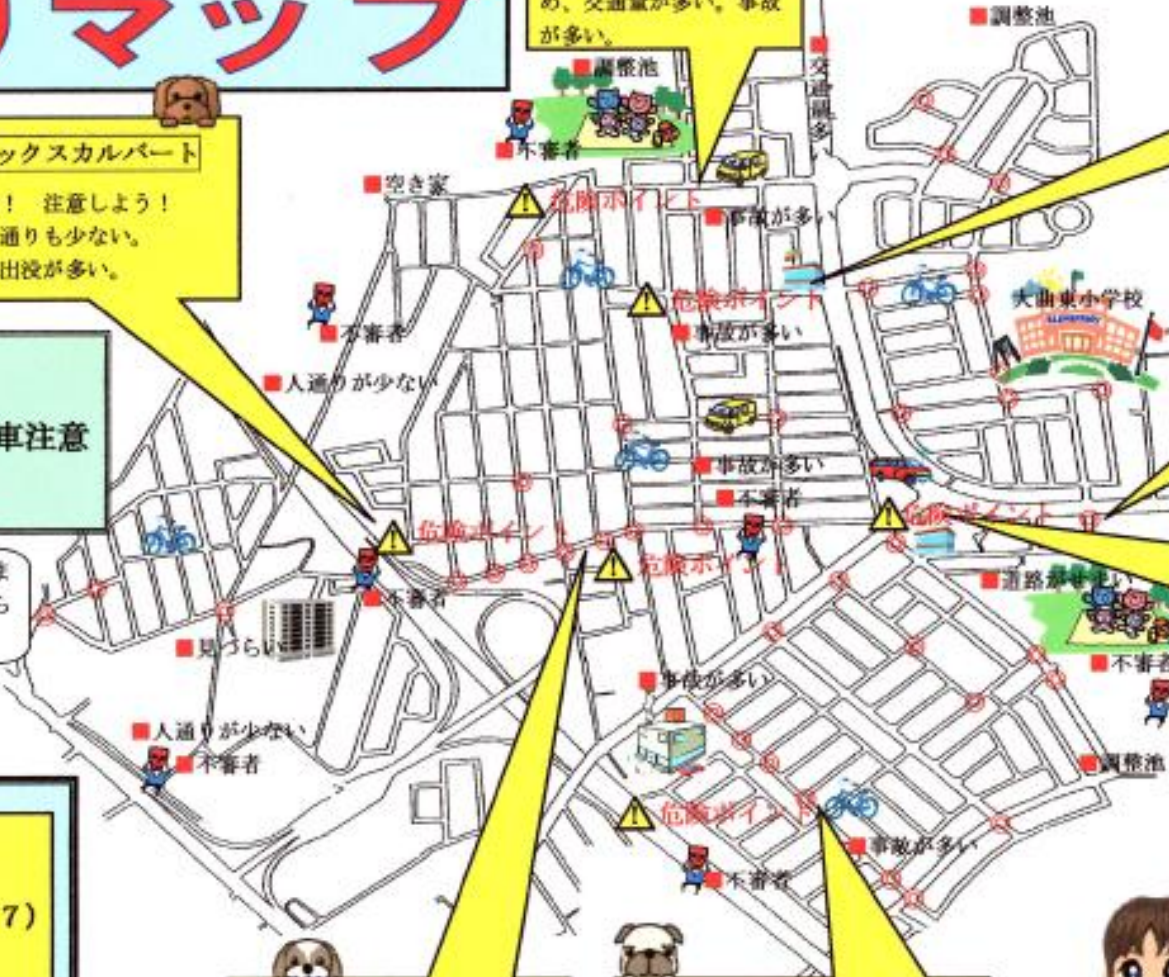 リマップ
め、交通量が多い。事故
が多い。
■調整池
■調整池
■交通量多い
■不審者
ックスカルバート
！ 注意しよう！
通りも少ない。
出没が多い。
■空き家
危険ポイント
■事故が多い
危険ポイント
■事故が多い
大曲東小学校
ELEMENTARY
■不審者
■人通りが少ない
車注意
■事故が多い
■不審者
危険ポイント
危険ポイント
危険ポイント
■不審者
■道路がせまい
■見づらい
■不審者
■事故が多い
■人通りが少ない
■不審者
■調整池
危険ポイント
■事故が多い
■不審者
7）